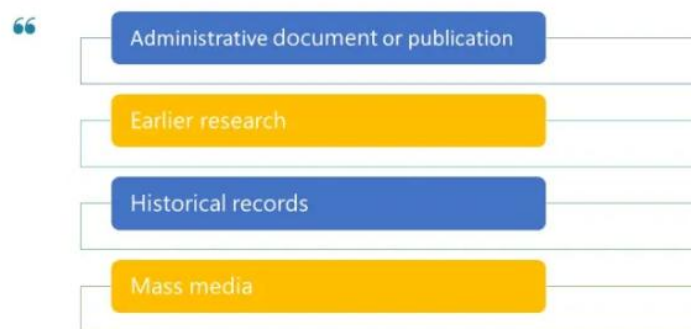 “
Administrative document or publication
Earlier research
Historical records
Mass media